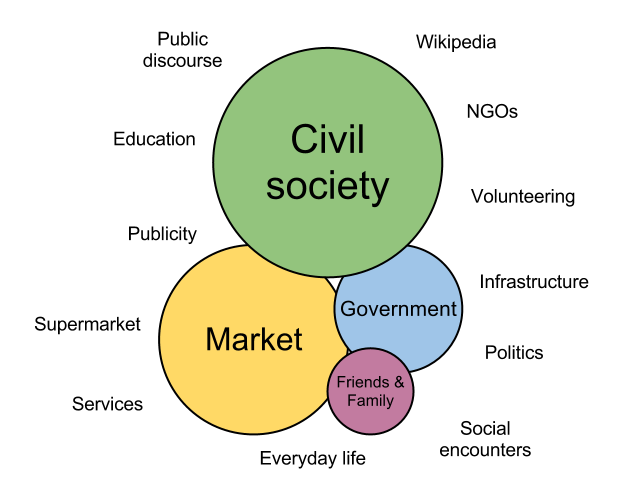 Public
discourse
Wikipedia
NGOs
Education
Civil
society
Volunteering
Publicity
Infrastructure
Government
Supermarket
Market
Politics
Friends &
Family
Services
Social
encounters
Everyday life